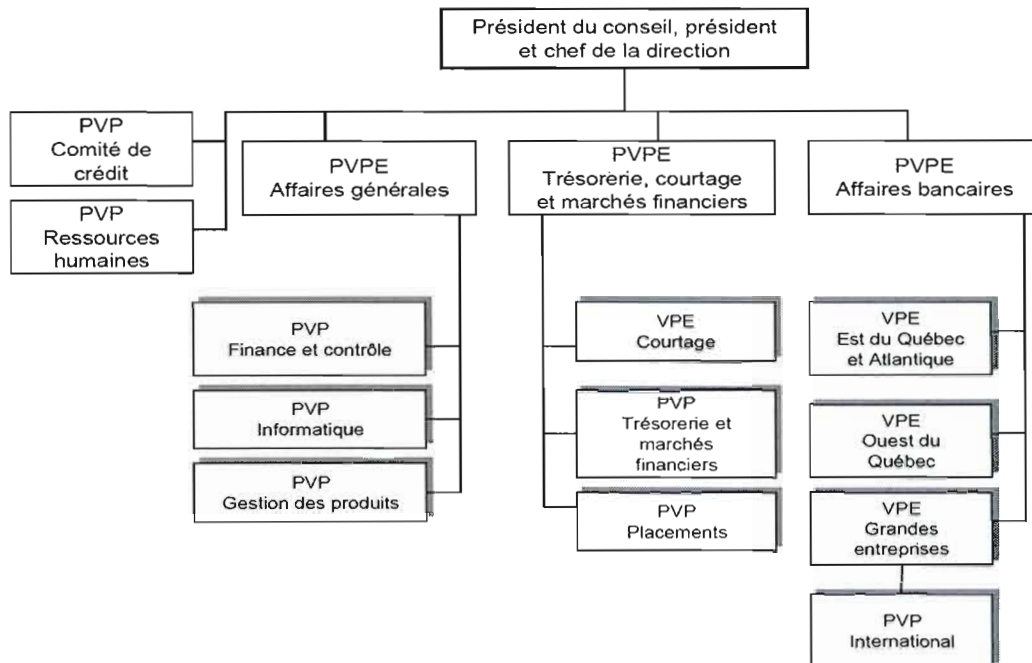 Président du conseil, président
et chef de la direction
PVP
Comité de
crédit
PVP
Ressources
humaines
PVPE
Affaires générales
PVPE
Trésorerie, courtage
et marchés financiers
PVPE
Affaires bancaires
PVP
Finance et contrôle
PVP
Informatique
PVP
Gestion des produits
VPE
Courtage
PVP
Trésorerie et
marchés
financiers
PVP
Placements
VPE
Est du Québec
et Atlantique
VPE
Ouest du
Québec
VPE
Grandes
entreprises
PVP
International